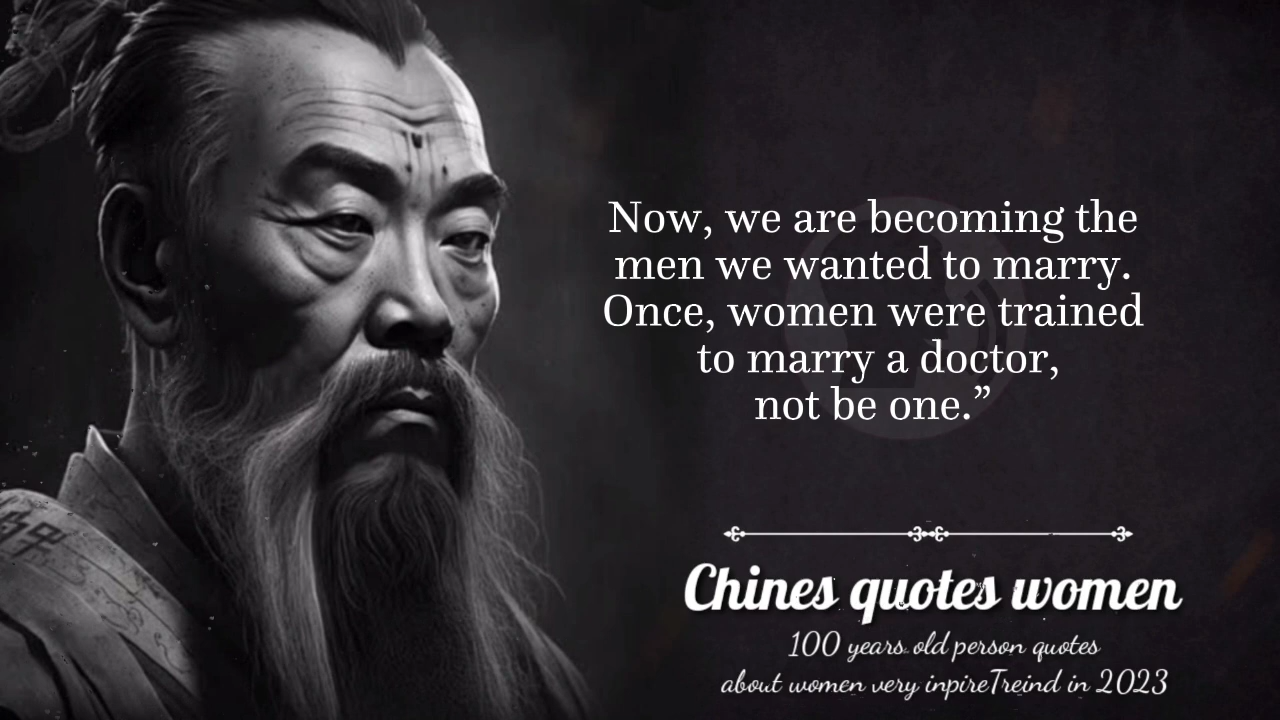 Now, we are becoming the
men we wanted to marry.
Once, women were trained
to marry a doctor,
not be one.”
Chines quotes women
100 years old person quotes
about women very inpireTreind in 2023